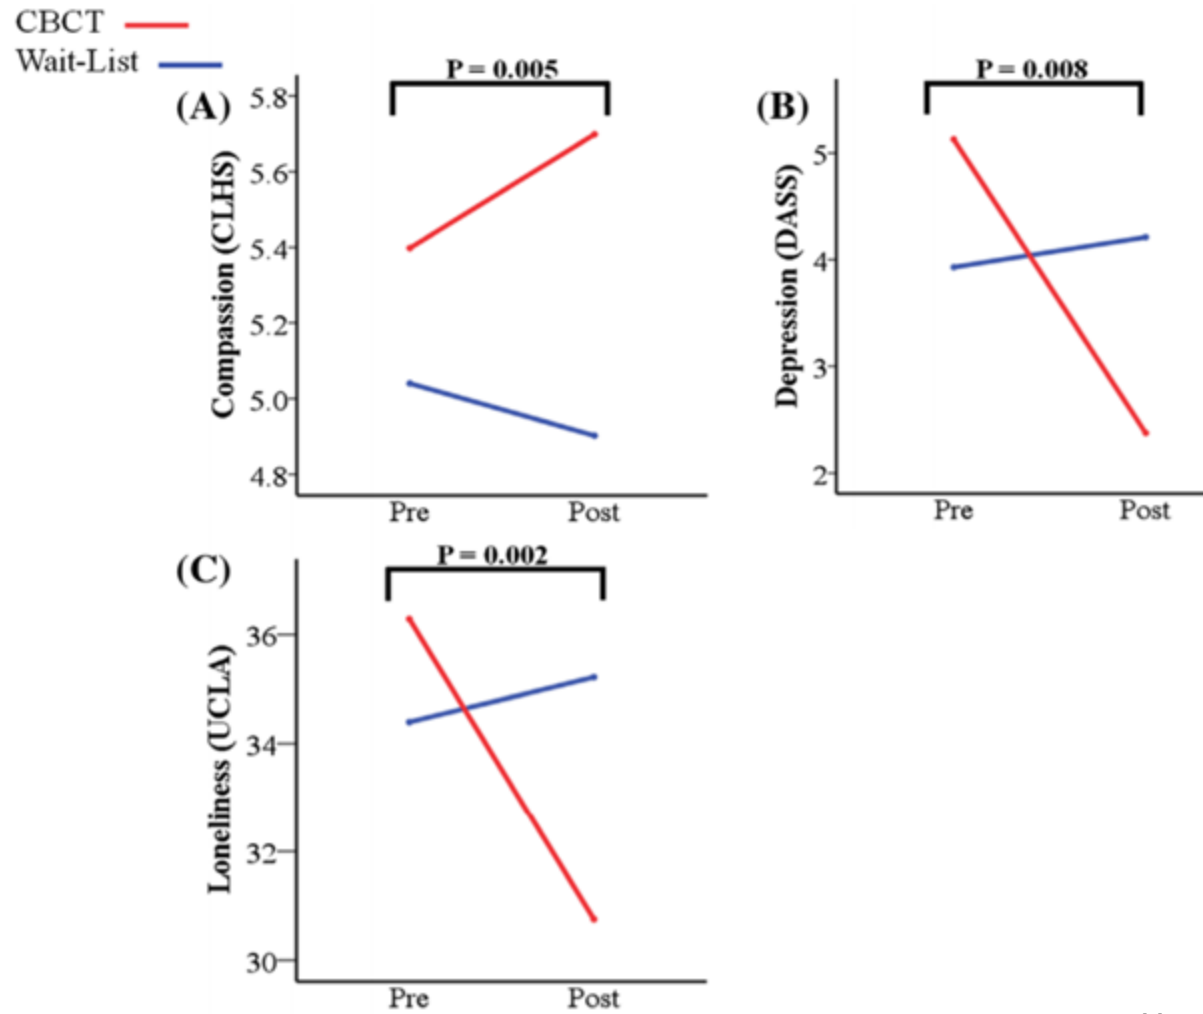 CBCT
Wait-List
(A)
P = 0.005
Compassion (CLHS)
5.8
5.6
5.4
5.2
5.0
4.8
Pre Post
(B)
P = 0.008
Depression (DASS)
5
4
3
2
Pre Post
(C)
P = 0.002
Loneliness (UCLA)
36
34
32
30
Pre Post